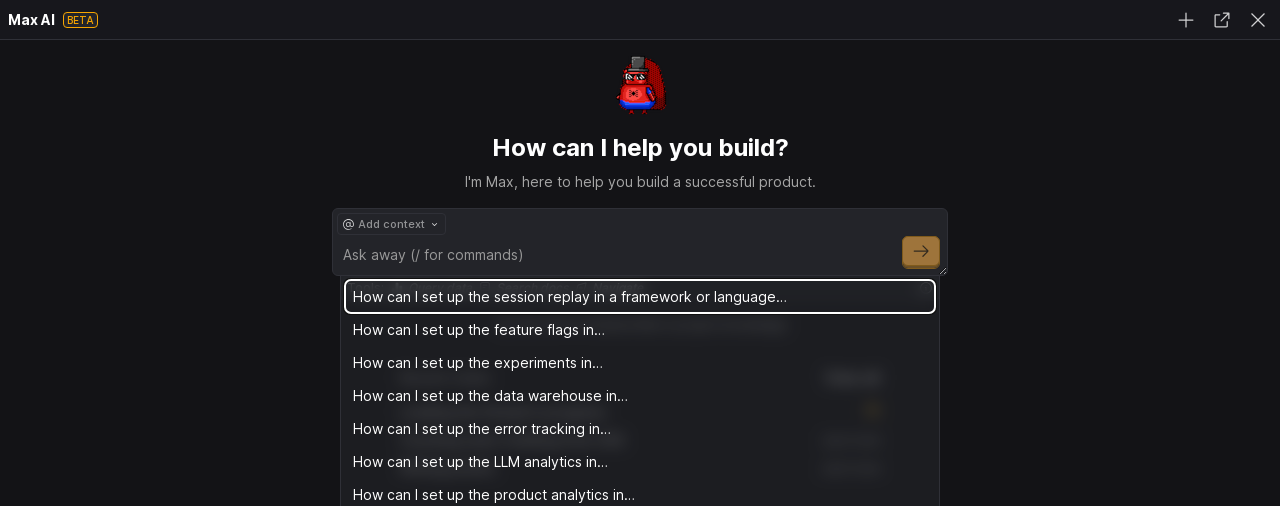 Max AI BETA
How can I help you build?
I'm Max, here to help you build a successful product.
@ Add context
Ask away (/ for commands)
How can I set up the session replay in a framework or language…
How can I set up the feature flags in…
How can I set up the experiments in…
How can I set up the data warehouse in…
How can I set up the error tracking in…
How can I set up the LLM analytics in…
How can I set up the product analytics in…